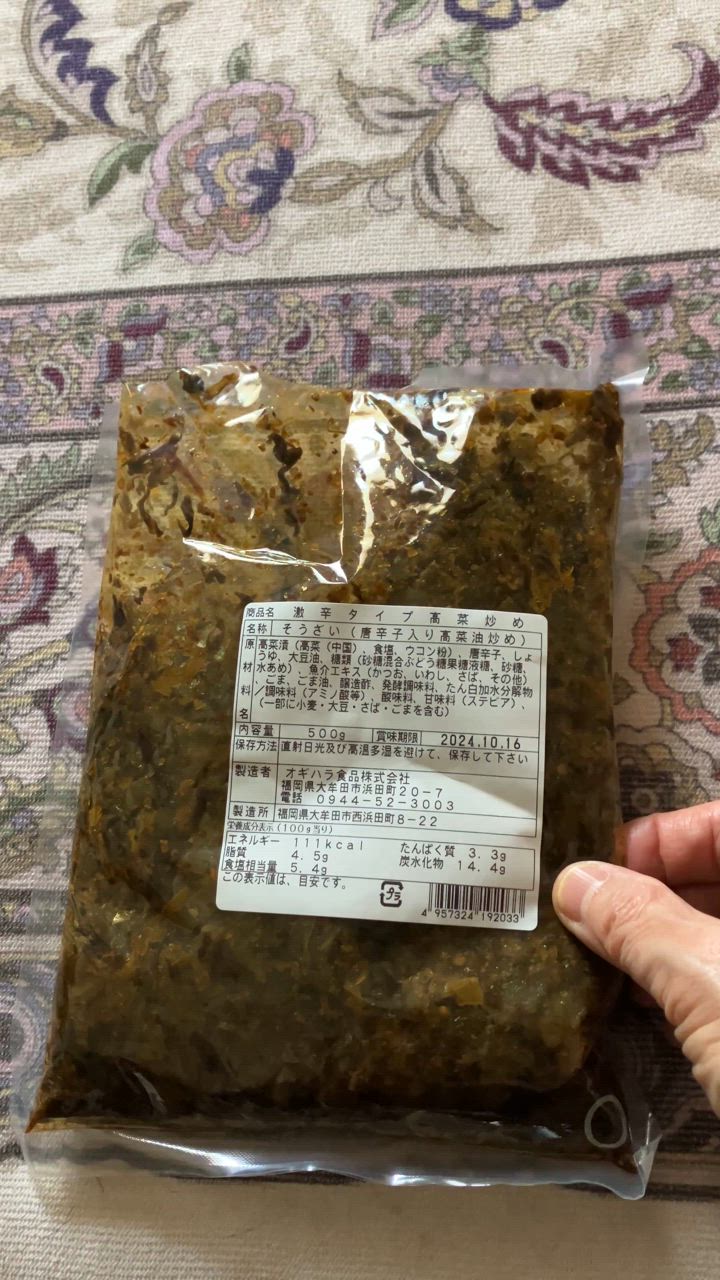 商品名 激辛タイプ高菜炒め
名称 そうざい(唐辛子入り高菜油炒め)
原材料名 高菜漬(高菜(中国)、食塩、ウコン粉)、唐辛子、しょ
うゆ、大豆油、糖類(砂糖混合ぶどう糖果糖液糖、砂糖、
水あめ)、魚介エキス(かつお、いわし、さば、その他)
、ごま、ごま油、醸造酢、発酵調味料、たん白加水分解物
/調味料(アミノ酸等)、酸味料、甘味料(ステビア)、
(一部に小麦・大豆・さば・ごまを含む)
内容量 500g 賞味期限 2024.10.16
保存方法 直射日光及び高温多湿を避けて、保存して下さい
製造者 オギハラ食品株式会社
福岡県大牟田市浜田町20-7
電話 0944-52-3003
製造所 福岡県大牟田市西浜田町8-22
栄養成分表示(100g当り)
エネルギー 111kcal たんぱく質 3.3g
脂質 4.5g 炭水化物 14.4g
食塩相当量 5.4g
この表示値は、目安です。
プラ
4 957324 192033